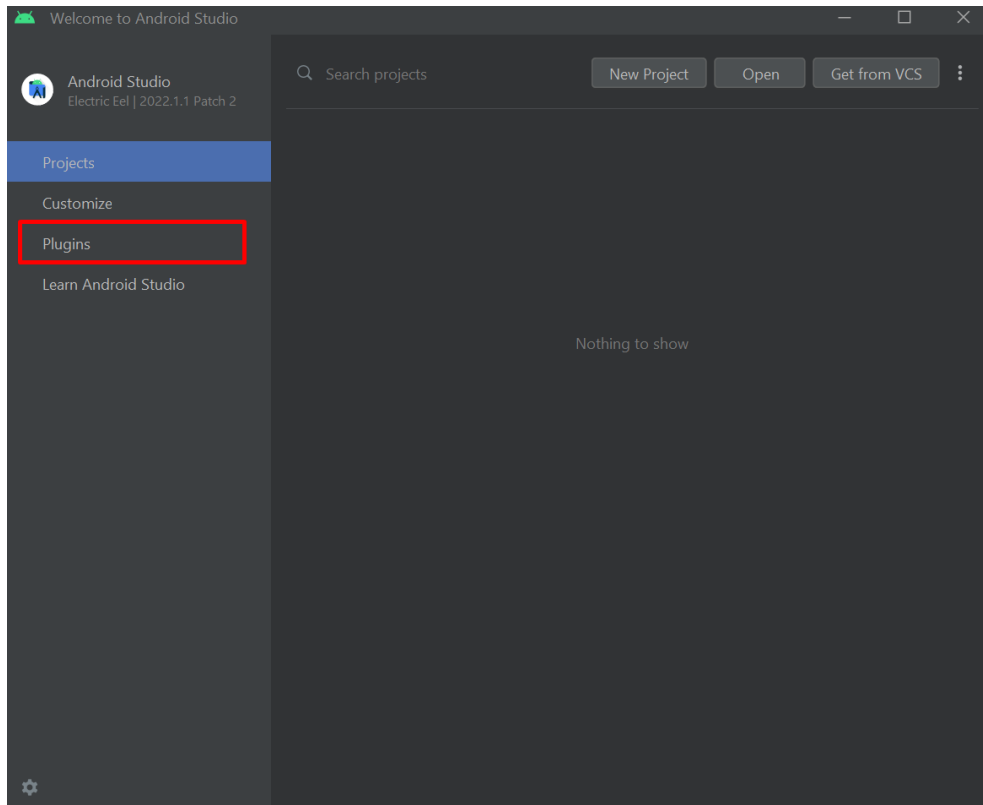 Welcome to Android Studio
Android Studio
Electric Eel | 2022.1.1 Patch 2
Search projects
New Project
Open
Get from VCS
Projects
Customize
Plugins
Learn Android Studio
Nothing to show